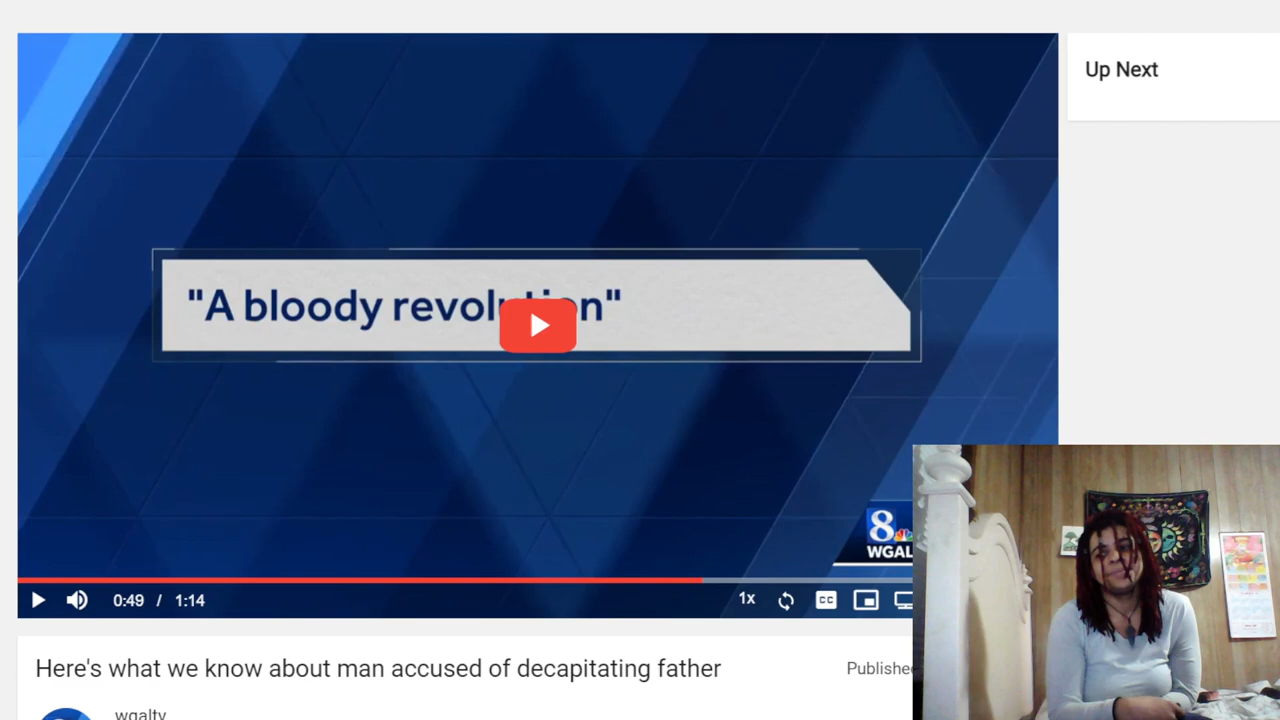 Up Next
"A bloody revolution"
8
WGAL
0:49 / 1:14
1x
CC
Here's what we know about man accused of decapitating father
Published
wgaltv